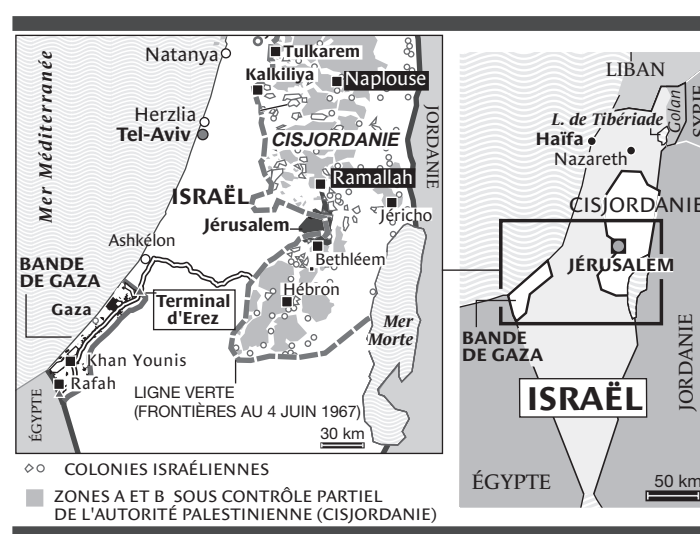 Mer Méditerranée
Natanya
Tulkarem
Kalkiliya
Naplouse
Herzlia
Tel-Aviv
CISJORDANIE
JORDANIE
ISRAËL
Ramallah
Jérusalem
Jéricho
Ashkélon
Bethléem
BANDE
DE GAZA
Gaza
Terminal
d'Erez
Hébron
Mer
Morte
Khan Younis
Rafah
ÉGYPTE
LIGNE VERTE
(FRONTIÈRES AU 4 JUIN 1967)
30 km
COLONIES ISRAÉLIENNES
ZONES A ET B SOUS CONTRÔLE PARTIEL
DE L'AUTORITÉ PALESTINIENNE (CISJORDANIE)
LIBAN
L. de Tibériade
Golan
YRIE
Haïfa
Nazareth
CISJORDANIE
JÉRUSALEM
BANDE
DE GAZA
JORDANIE
ISRAËL
ÉGYPTE
50 km